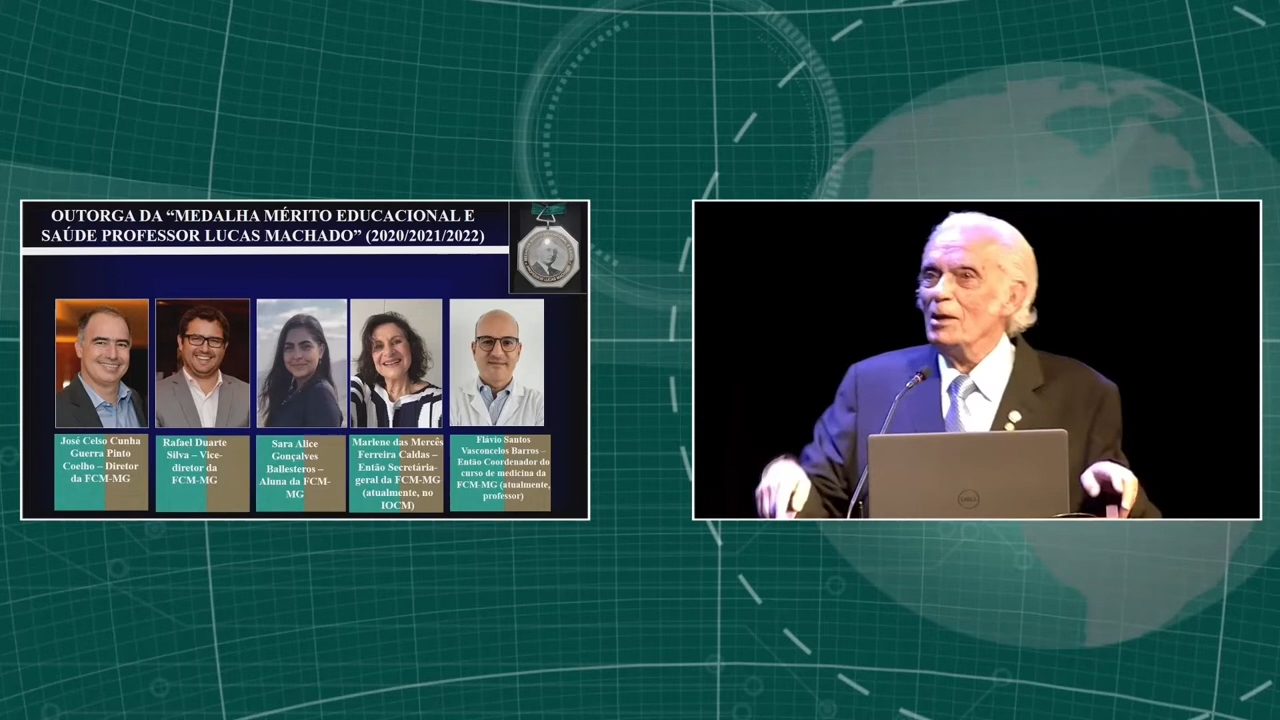 OUTORGA DA “MEDALHA MÉRITO EDUCACIONAL E
SAÚDE PROFESSOR LUCAS MACHADO” (2020/2021/2022)
José Celso Cunha
Guerra Pinto
Coelho – Diretor
da FCM-MG
Rafael Duarte
Silva – Vice-
diretor da
FCM-MG
Sara Alice
Gonçalves
Ballesteros –
Aluna da FCM-
MG
Marlene das Mercês
Ferreira Caldas –
Então Secretária-
geral da FCM-MG
(atualmente, no
IOCM)
Flávio Santos
Vasconcelos Barros –
Então Coordenador do
curso de medicina da
FCM-MG (atualmente,
professor)
DELL